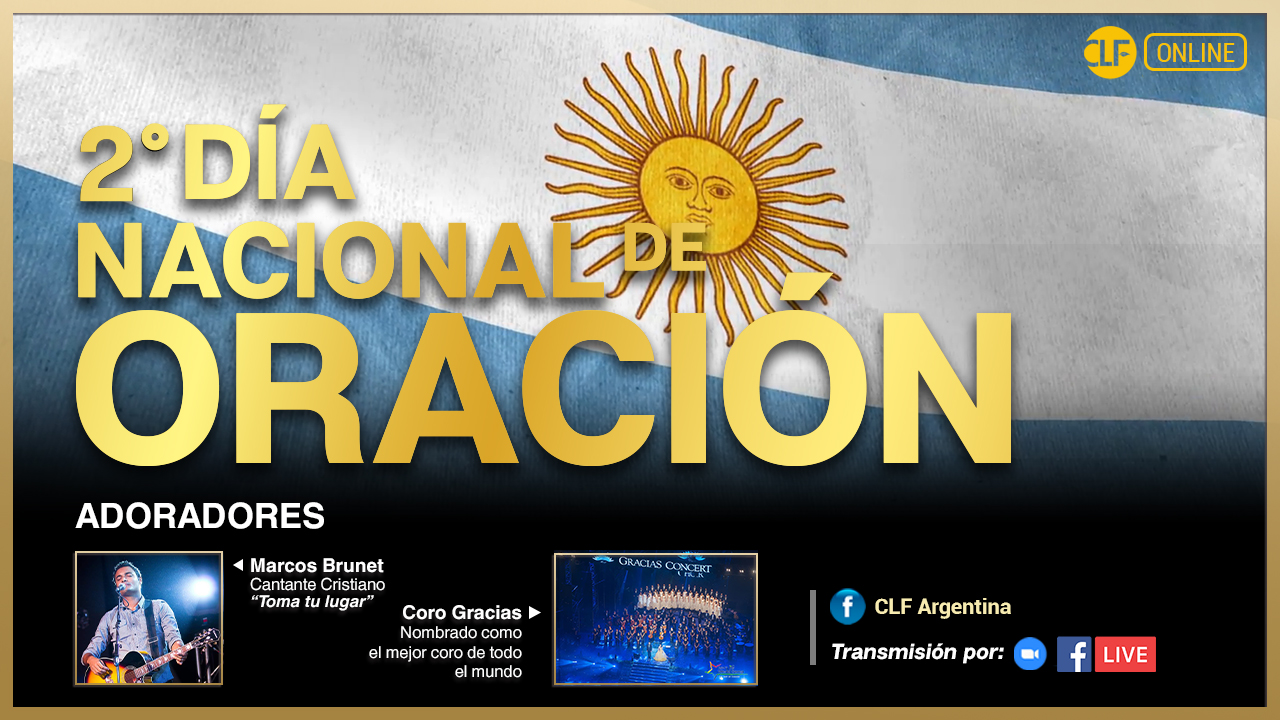 CLF ONLINE
2° DÍA
NACIONAL DE
ORACIÓN
ADORADORES
Marcos Brunet
Cantante Cristiano
“Toma tu lugar”
Coro Gracias
Nombrado como
el mejor coro de todo
el mundo
GRACIAS CONCERT
CLF Argentina
Transmisión por:
LIVE